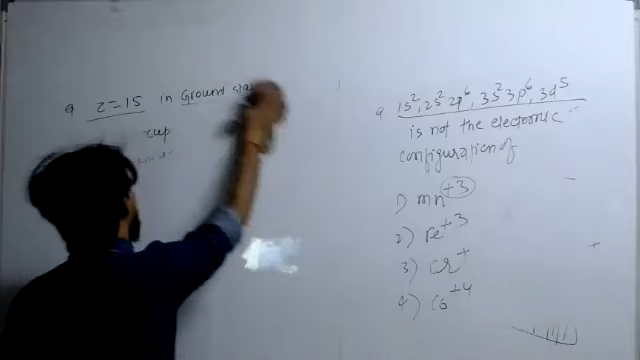 Q Z=15 in Ground
Q 1s², 2s² 2p⁶, 3s² 3p⁶, 3d⁵
is not the electronic
configuration of
1) mn⁺³
2) Fe⁺³
3) Cr⁺
4) Co⁺⁴